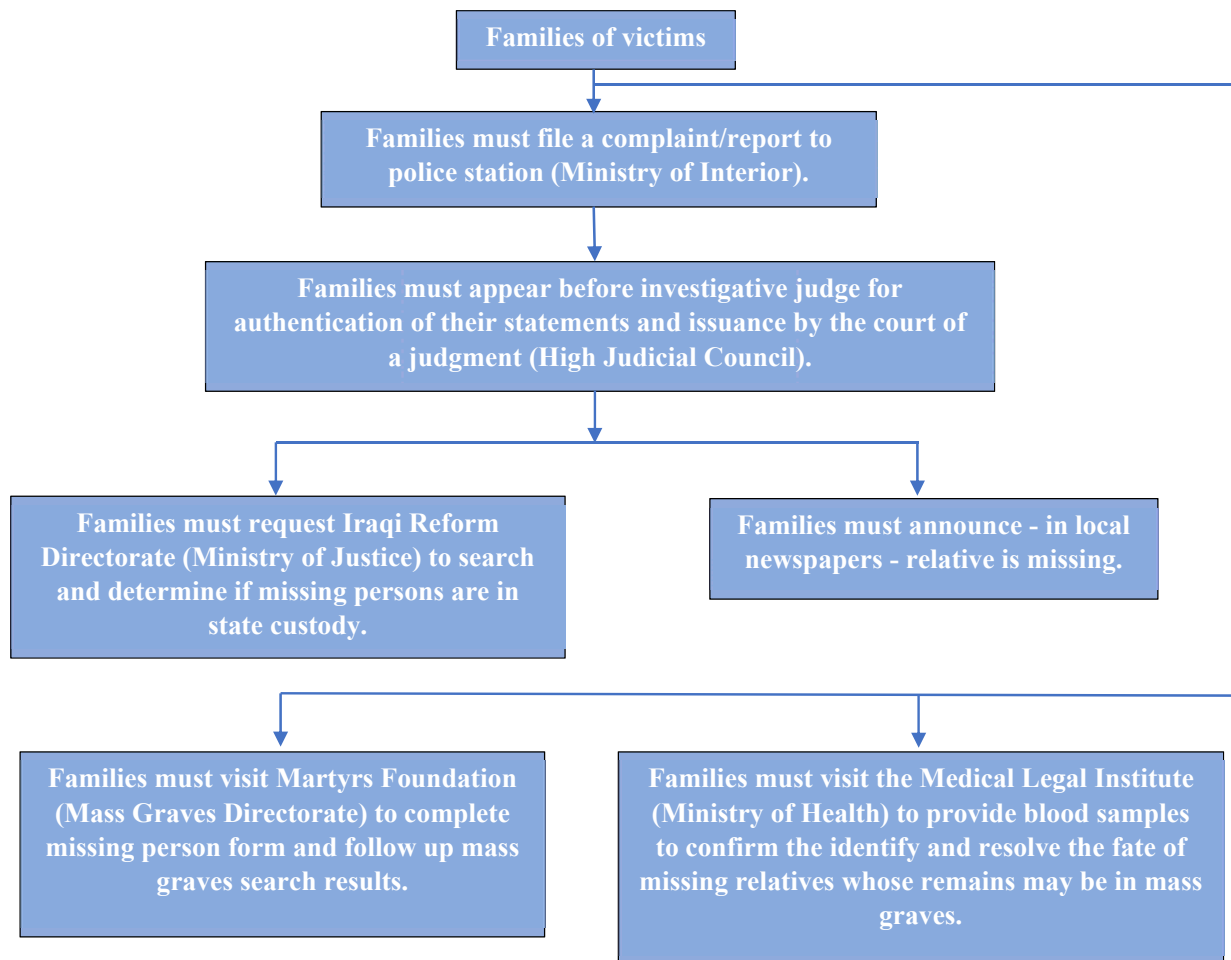 Families of victims
Families must file a complaint/report to
police station (Ministry of Interior).
Families must appear before investigative judge for
authentication of their statements and issuance by the court of
a judgment (High Judicial Council).
Families must request Iraqi Reform
Directorate (Ministry of Justice) to search
and determine if missing persons are in
state custody.
Families must announce - in local
newspapers - relative is missing.
Families must visit Martyrs Foundation
(Mass Graves Directorate) to complete
missing person form and follow up mass
graves search results.
Families must visit the Medical Legal Institute
(Ministry of Health) to provide blood samples
to confirm the identify and resolve the fate of
missing relatives whose remains may be in mass
graves.